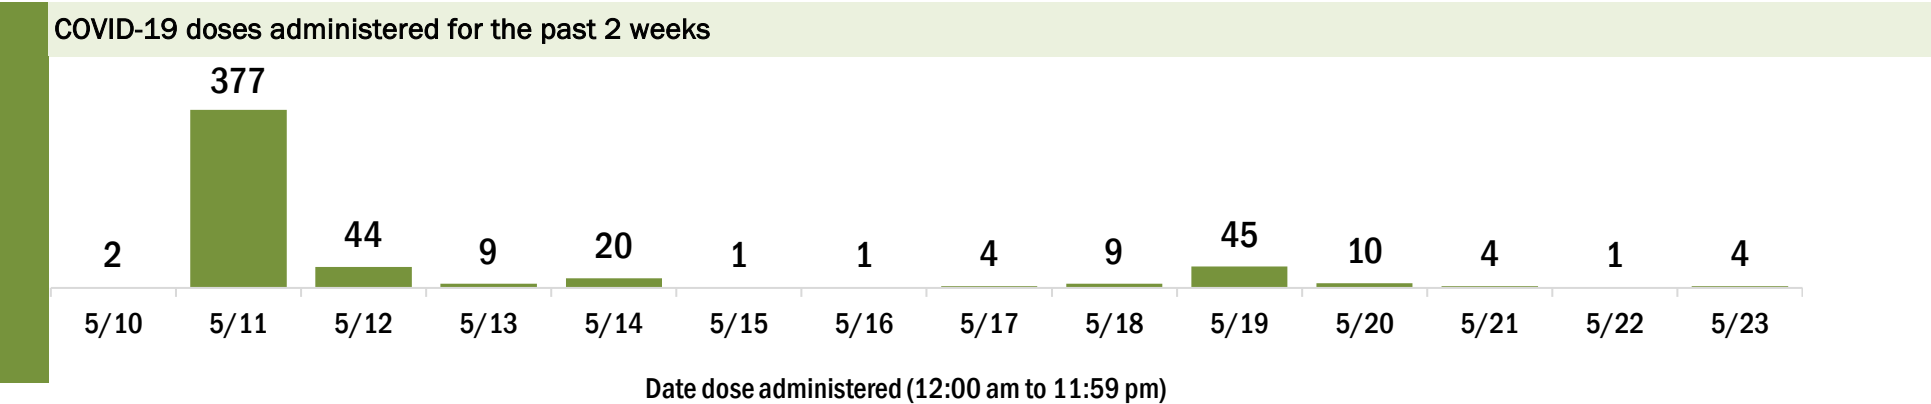 COVID-19 doses administered for the past 2 weeks
377
2 44 9 20 1 1 4 9 45 10 4 1 4
5/10 5/11 5/12 5/13 5/14 5/15 5/16 5/17 5/18 5/19 5/20 5/21 5/22 5/23
Date dose administered (12:00 am to 11:59 pm)